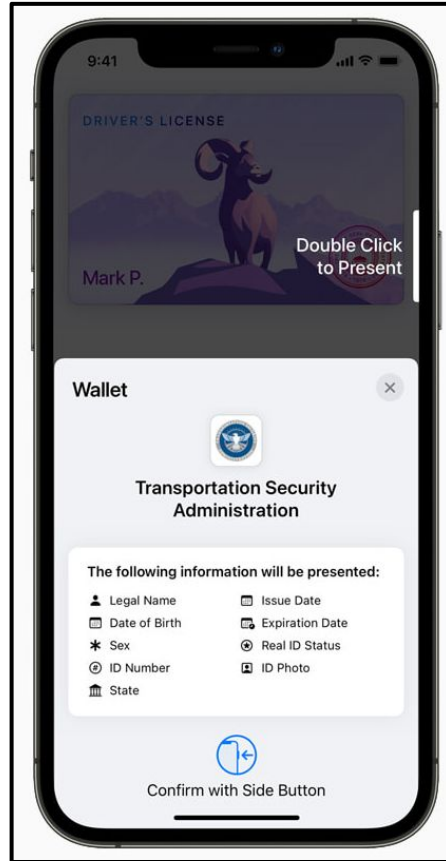 9:41
DRIVER'S LICENSE
Double Click
to Present
Mark P.
Wallet
Transportation Security
Administration
The following information will be presented:
Legal Name
Issue Date
Date of Birth
Expiration Date
Sex
Real ID Status
ID Number
ID Photo
State
Confirm with Side Button